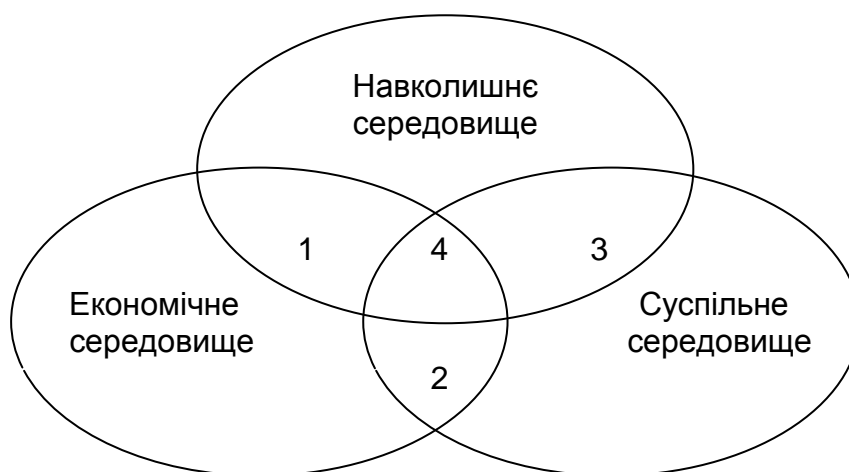 Навколишнє
середовище
1
4
3
Економічне
середовище
Суспільне
середовище
2